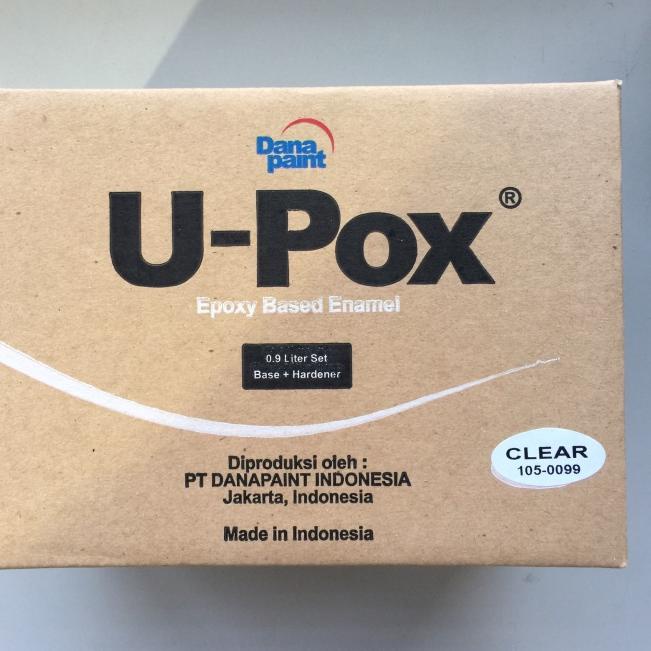 Dana
paint
U-Pox®
Epoxy Based Enamel
0.9 Liter Set
Base + Hardener
CLEAR
105-0099
Diproduksi oleh :
PT DANAPAINT INDONESIA
Jakarta, Indonesia
Made in Indonesia